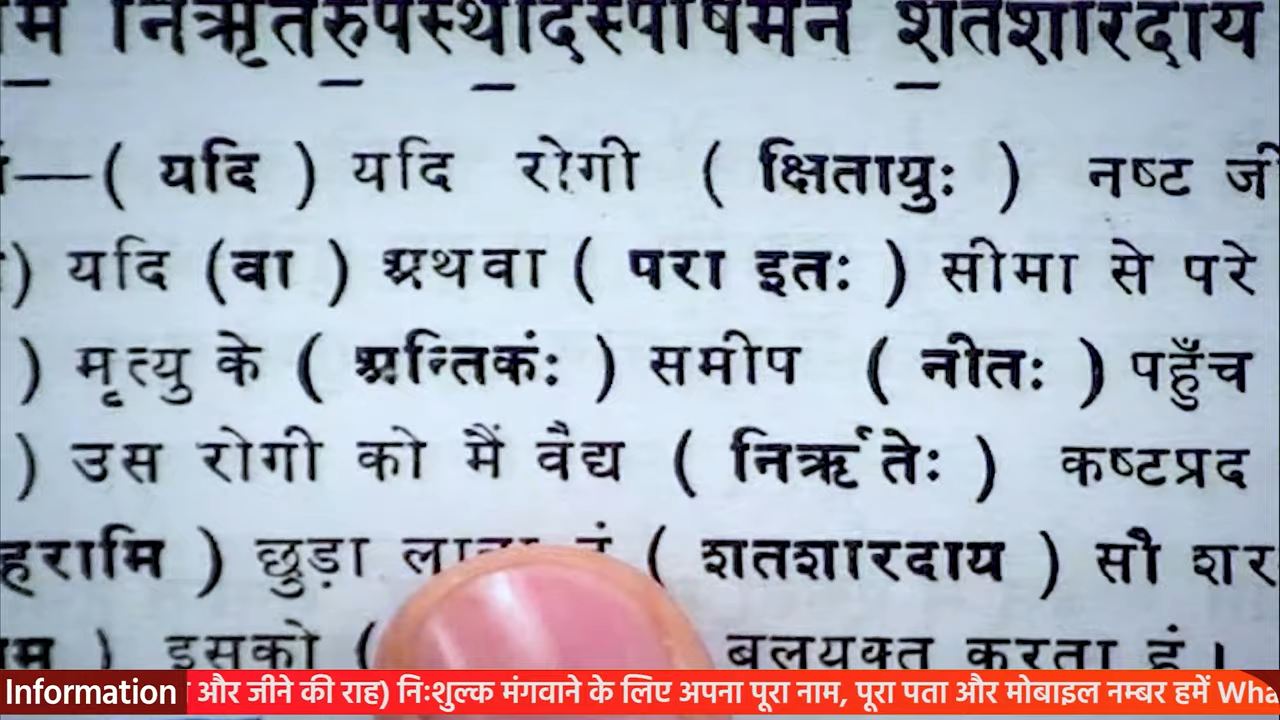 निऋृतरुपस्थादस्पाषमेन शतशारदाय
—( यदि ) यदि रोगी ( क्षितायुः ) नष्ट
) यदि (वा ) अथवा ( परा इतः ) सीमा से परे
) मृत्यु के ( अन्तिकंः ) समीप ( नीतः ) पहुँच
) उस रोगी को मैं वैद्य ( निर्ऋतेः ) कष्टप्रद
हरामि ) छुड़ा ( शतशारदाय ) सौ शर
) इसको ( बलयुक्त करता हूं ।
Information और जीने की राह) निःशुल्क मंगवाने के लिए अपना पूरा नाम, पूरा पता और मोबाइल नम्बर हमें Wha